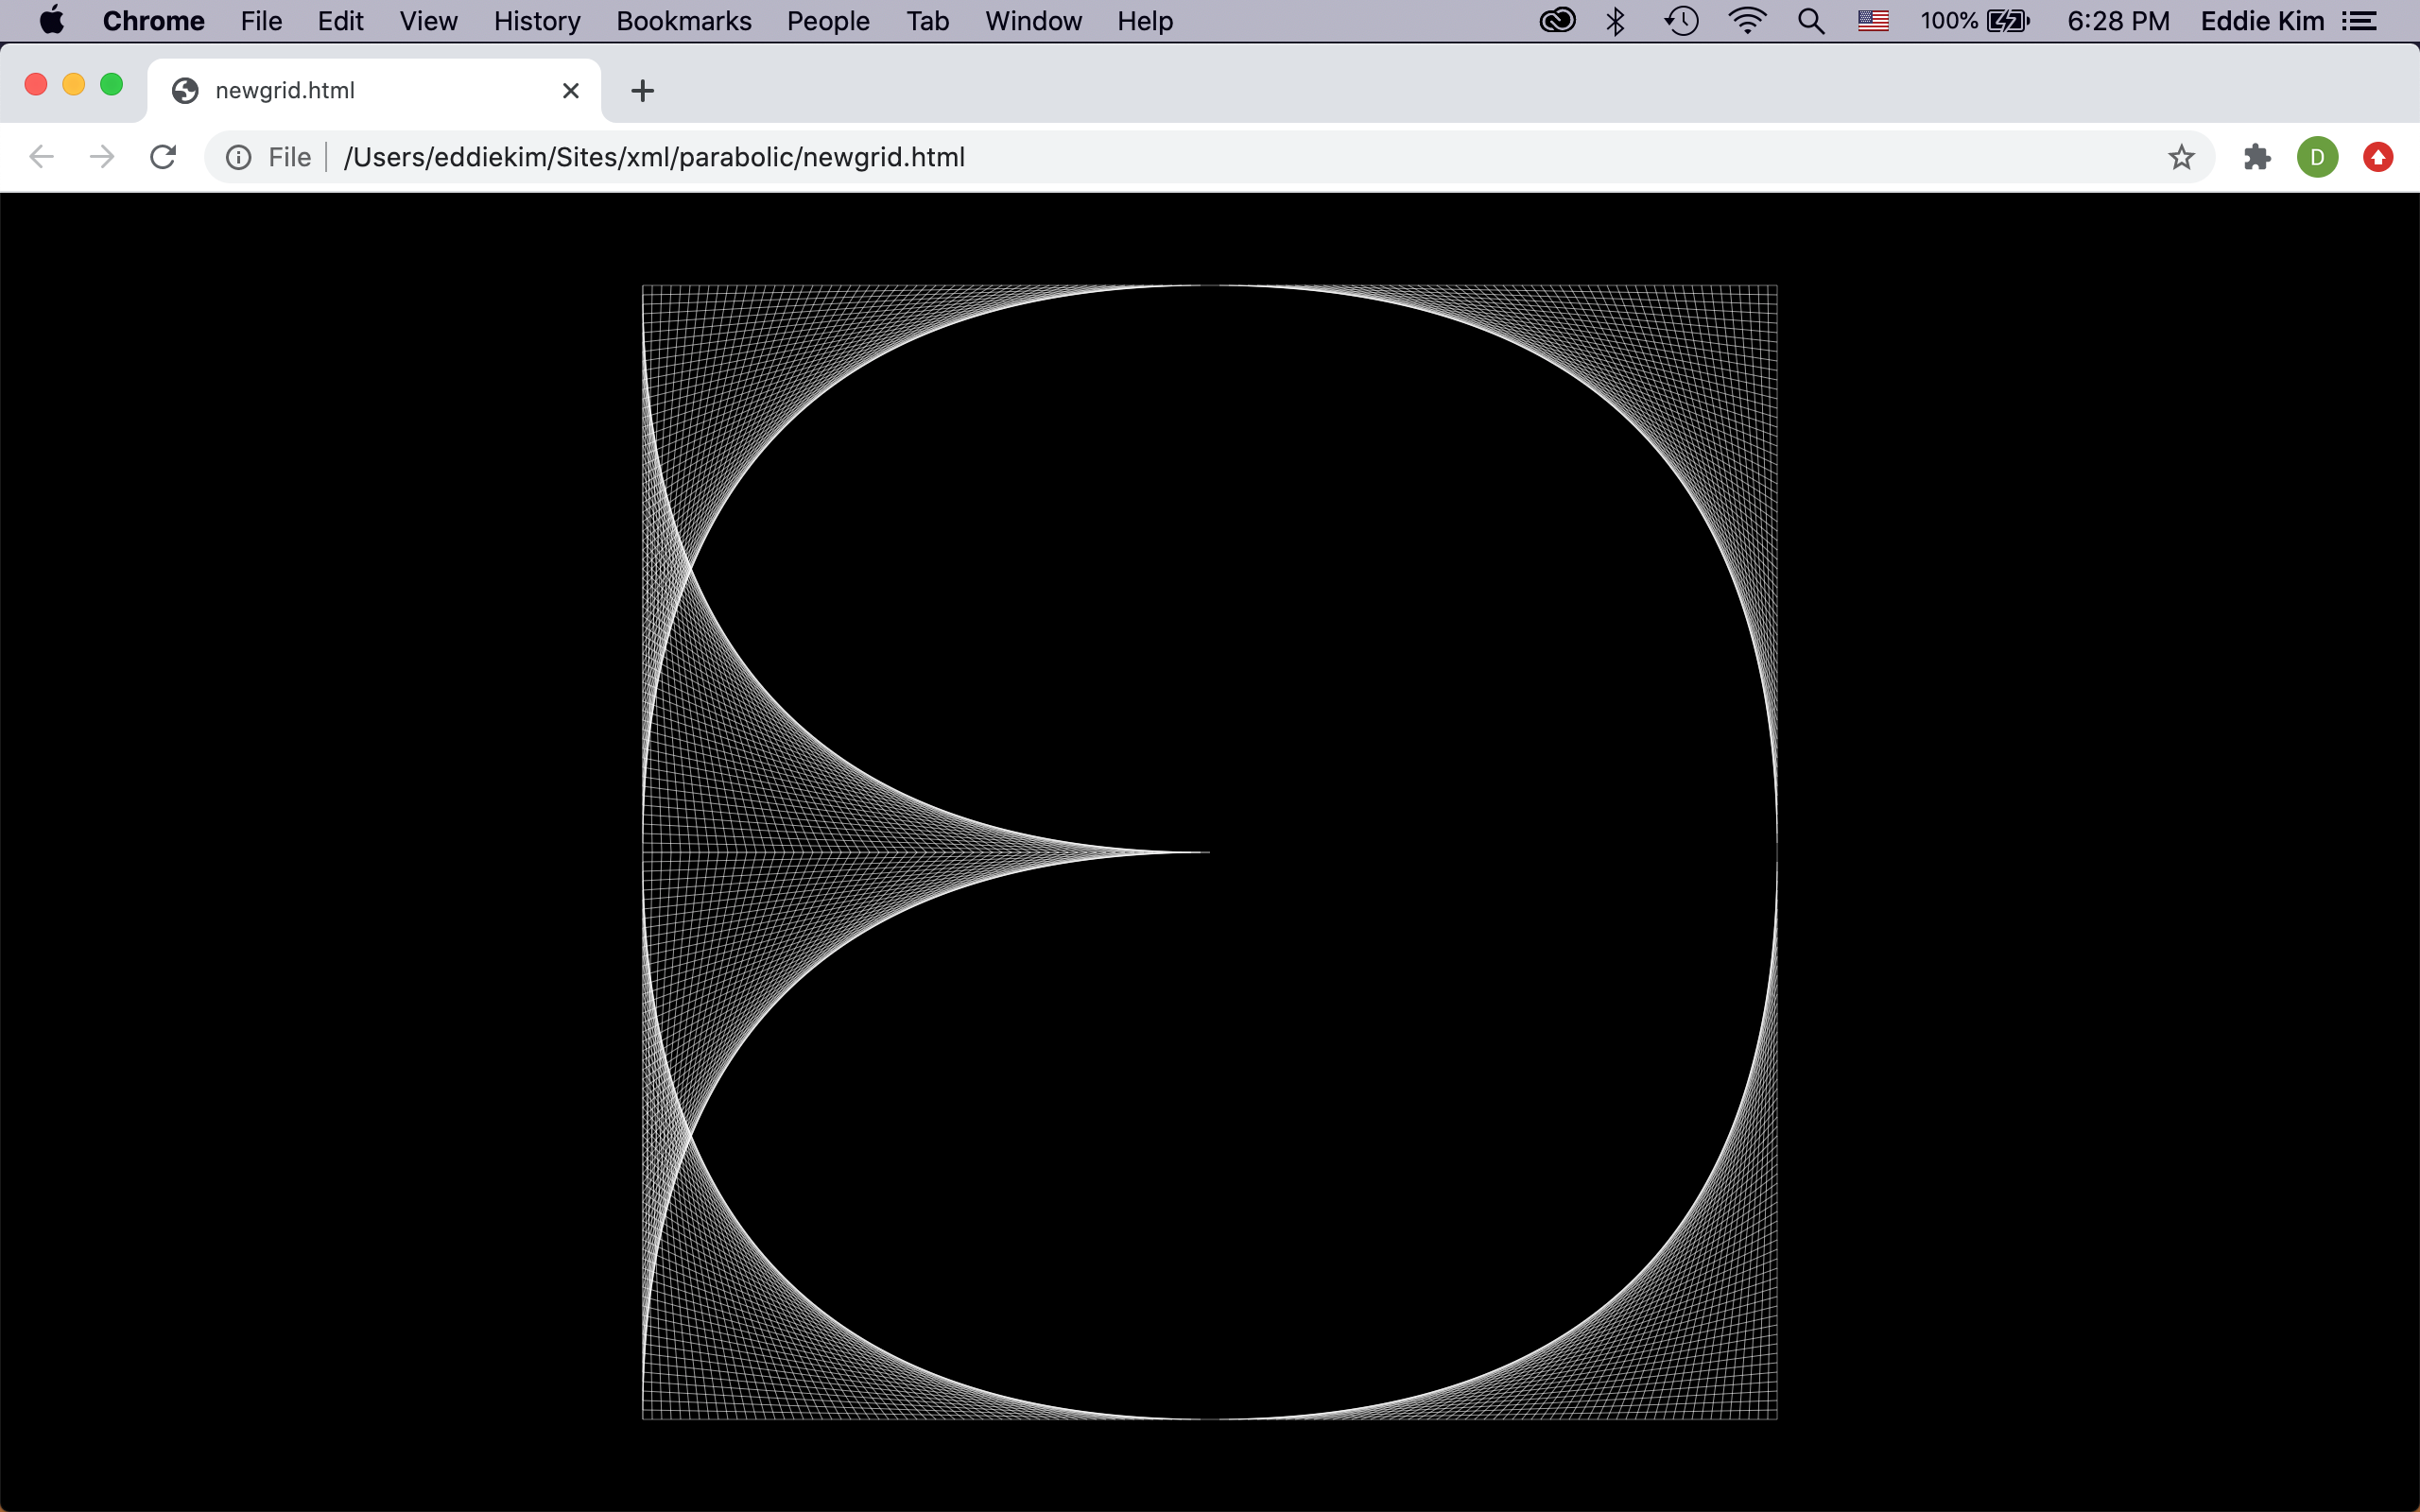 Chrome File Edit View History Bookmarks People Tab Window Help 100% 6:28 PM Eddie Kim
newgrid.html
File /Users/eddiekim/Sites/xml/parabolic/newgrid.html D